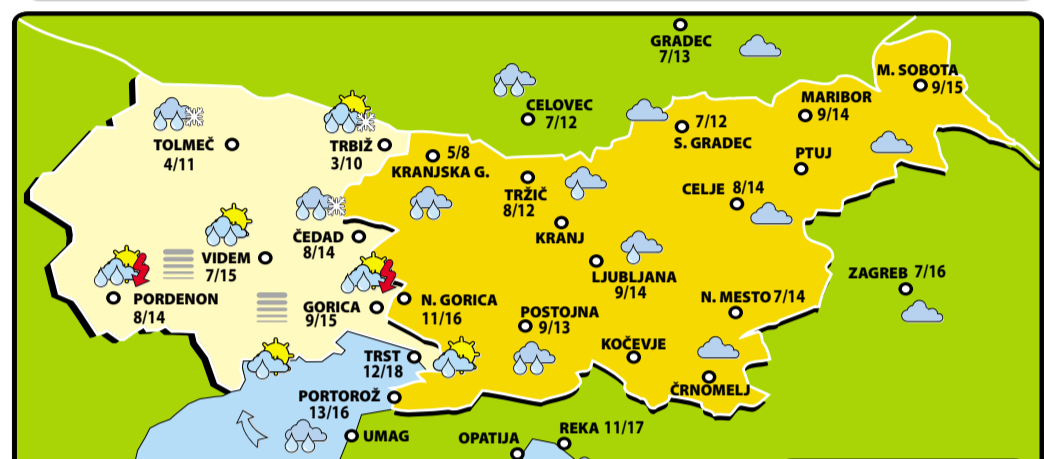 GRADEC
7/13
M. SOBOTA
9/15
CELOVEC
7/12
MARIBOR
9/14
7/12
S. GRADEC
TOLMEČ
4/11
TRBIŽ
3/10
5/8
KRANJSKA G.
PTUJ
TRŽIČ
8/12
CELJE 8/14
KRANJ
ČEDAD
8/14
VIDEM
7/15
LJUBLJANA
9/14
ZAGREB 7/16
PORDENON
8/14
GORICA
9/15
N. GORICA
11/16
N. MESTO 7/14
POSTOJNA
9/13
KOČEVJE
TRST
12/18
ČRNOMELJ
PORTOROŽ
13/16
UMAG
OPATIJA
REKA 11/17